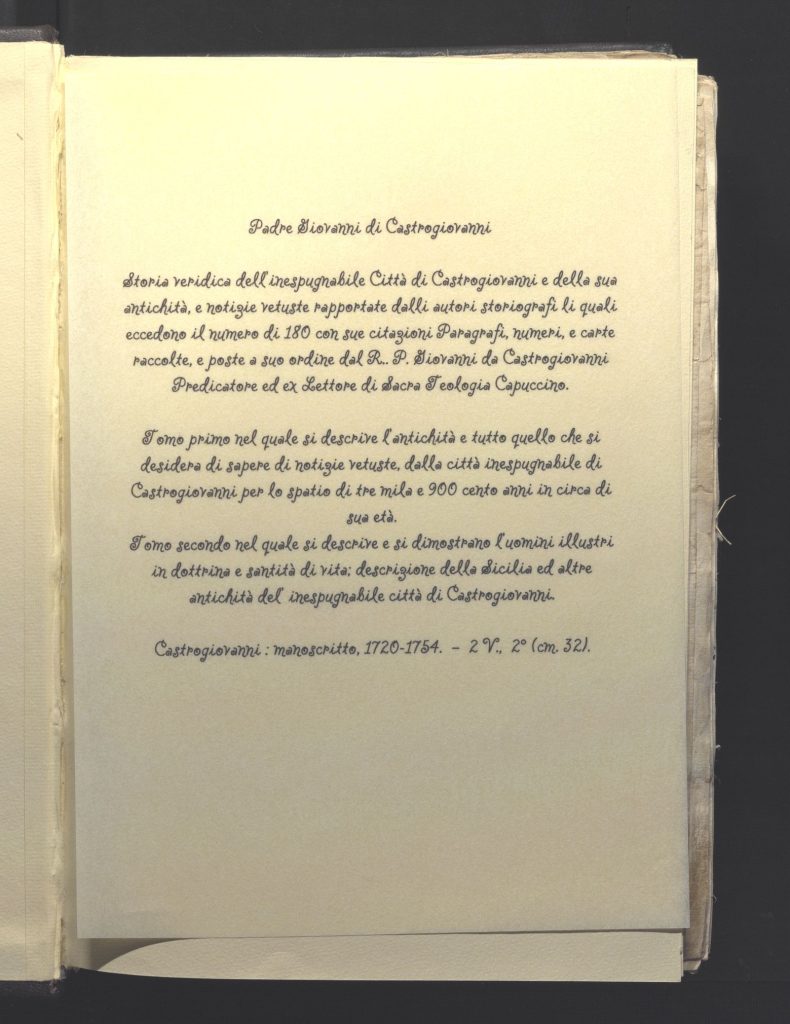 Padre Giovanni di Castrogiovanni
Storia veridica dell'inespugnabile Città di Castrogiovanni e della sua
antichità, e notizie vetuste rapportate dalli autori storiografi li quali
eccedono il numero di 180 con sue citazioni Paragrafi, numeri, e carte
raccolte, e poste a suo ordine dal R.. P. Giovanni da Castrogiovanni
Predicatore ed ex Lettore di Sacra Teologia Capuccino.
Tomo primo nel quale si descrive l'antichità e tutto quello che si
desidera di sapere di notizie vetuste, dalla città inespugnabile di
Castrogiovanni per lo spatio di tre mila e 900 cento anni in circa di
sua età.
Tomo secondo nel quale si descrive e si dimostrano l'uomini illustri
in dottrina e santità di vita; descrizione della Sicilia ed altre
antichità del' inespugnabile città di Castrogiovanni.
Castrogiovanni : manoscritto, 1720-1754. – 2 V., 2° (cm. 32).